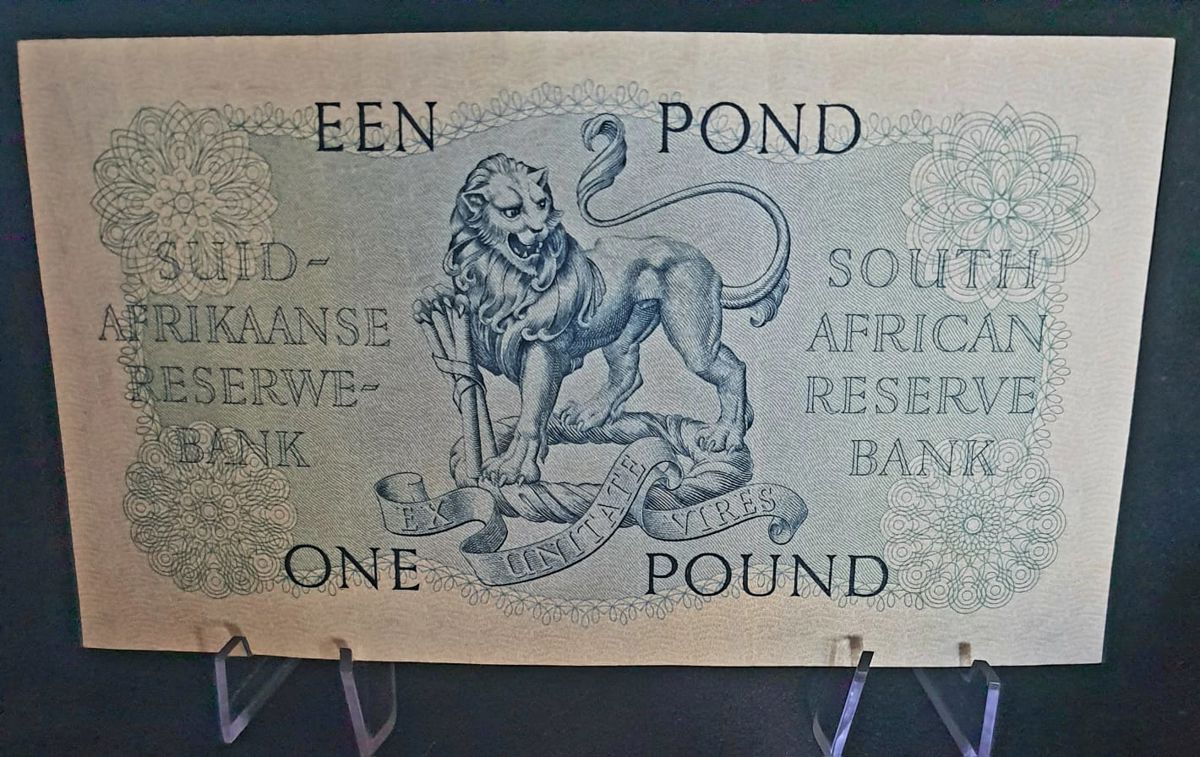 EEN POND
SUID-
AFRIKAANSE
RESERWE-
BANK
SOUTH
AFRICAN
RESERVE
BANK
EX UNITATE VIRES
ONE POUND